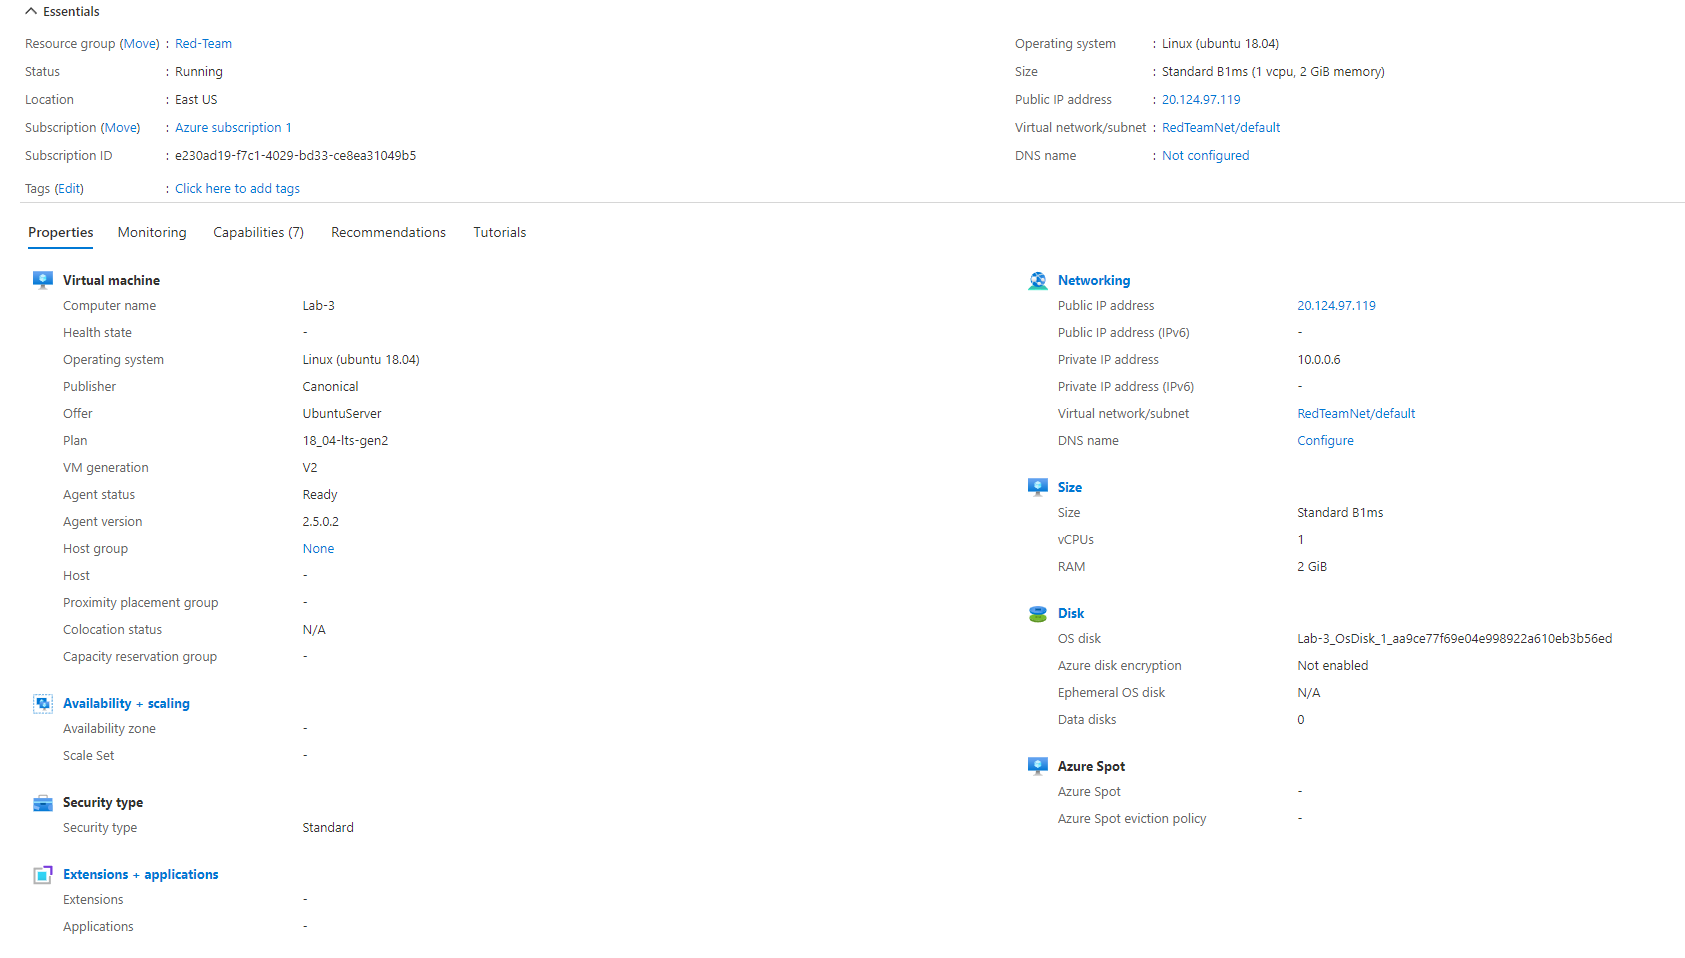 Essentials
Resource group (Move) : Red-Team
Status : Running
Location : East US
Subscription (Move) : Azure subscription 1
Subscription ID : e230ad19-f7c1-4029-bd33-ce8ea31049b5
Tags (Edit) : Click here to add tags
Operating system : Linux (ubuntu 18.04)
Size : Standard B1ms (1 vcpu, 2 GiB memory)
Public IP address : 20.124.97.119
Virtual network/subnet : RedTeamNet/default
DNS name : Not configured
Properties Monitoring Capabilities (7) Recommendations Tutorials
Virtual machine
Computer name Lab-3
Health state -
Operating system Linux (ubuntu 18.04)
Publisher Canonical
Offer UbuntuServer
Plan 18_04-lts-gen2
VM generation V2
Agent status Ready
Agent version 2.5.0.2
Host group None
Host -
Proximity placement group -
Colocation status N/A
Capacity reservation group -
Availability + scaling
Availability zone -
Scale Set -
Security type
Security type Standard
Extensions + applications
Extensions -
Applications -
Networking
Public IP address 20.124.97.119
Public IP address (IPv6) -
Private IP address 10.0.0.6
Private IP address (IPv6) -
Virtual network/subnet RedTeamNet/default
DNS name Configure
Size
Size Standard B1ms
vCPUs 1
RAM 2 GiB
Disk
OS disk Lab-3_OsDisk_1_aa9ce77f69e04e998922a610eb3b56ed
Azure disk encryption Not enabled
Ephemeral OS disk N/A
Data disks 0
Azure Spot
Azure Spot -
Azure Spot eviction policy -